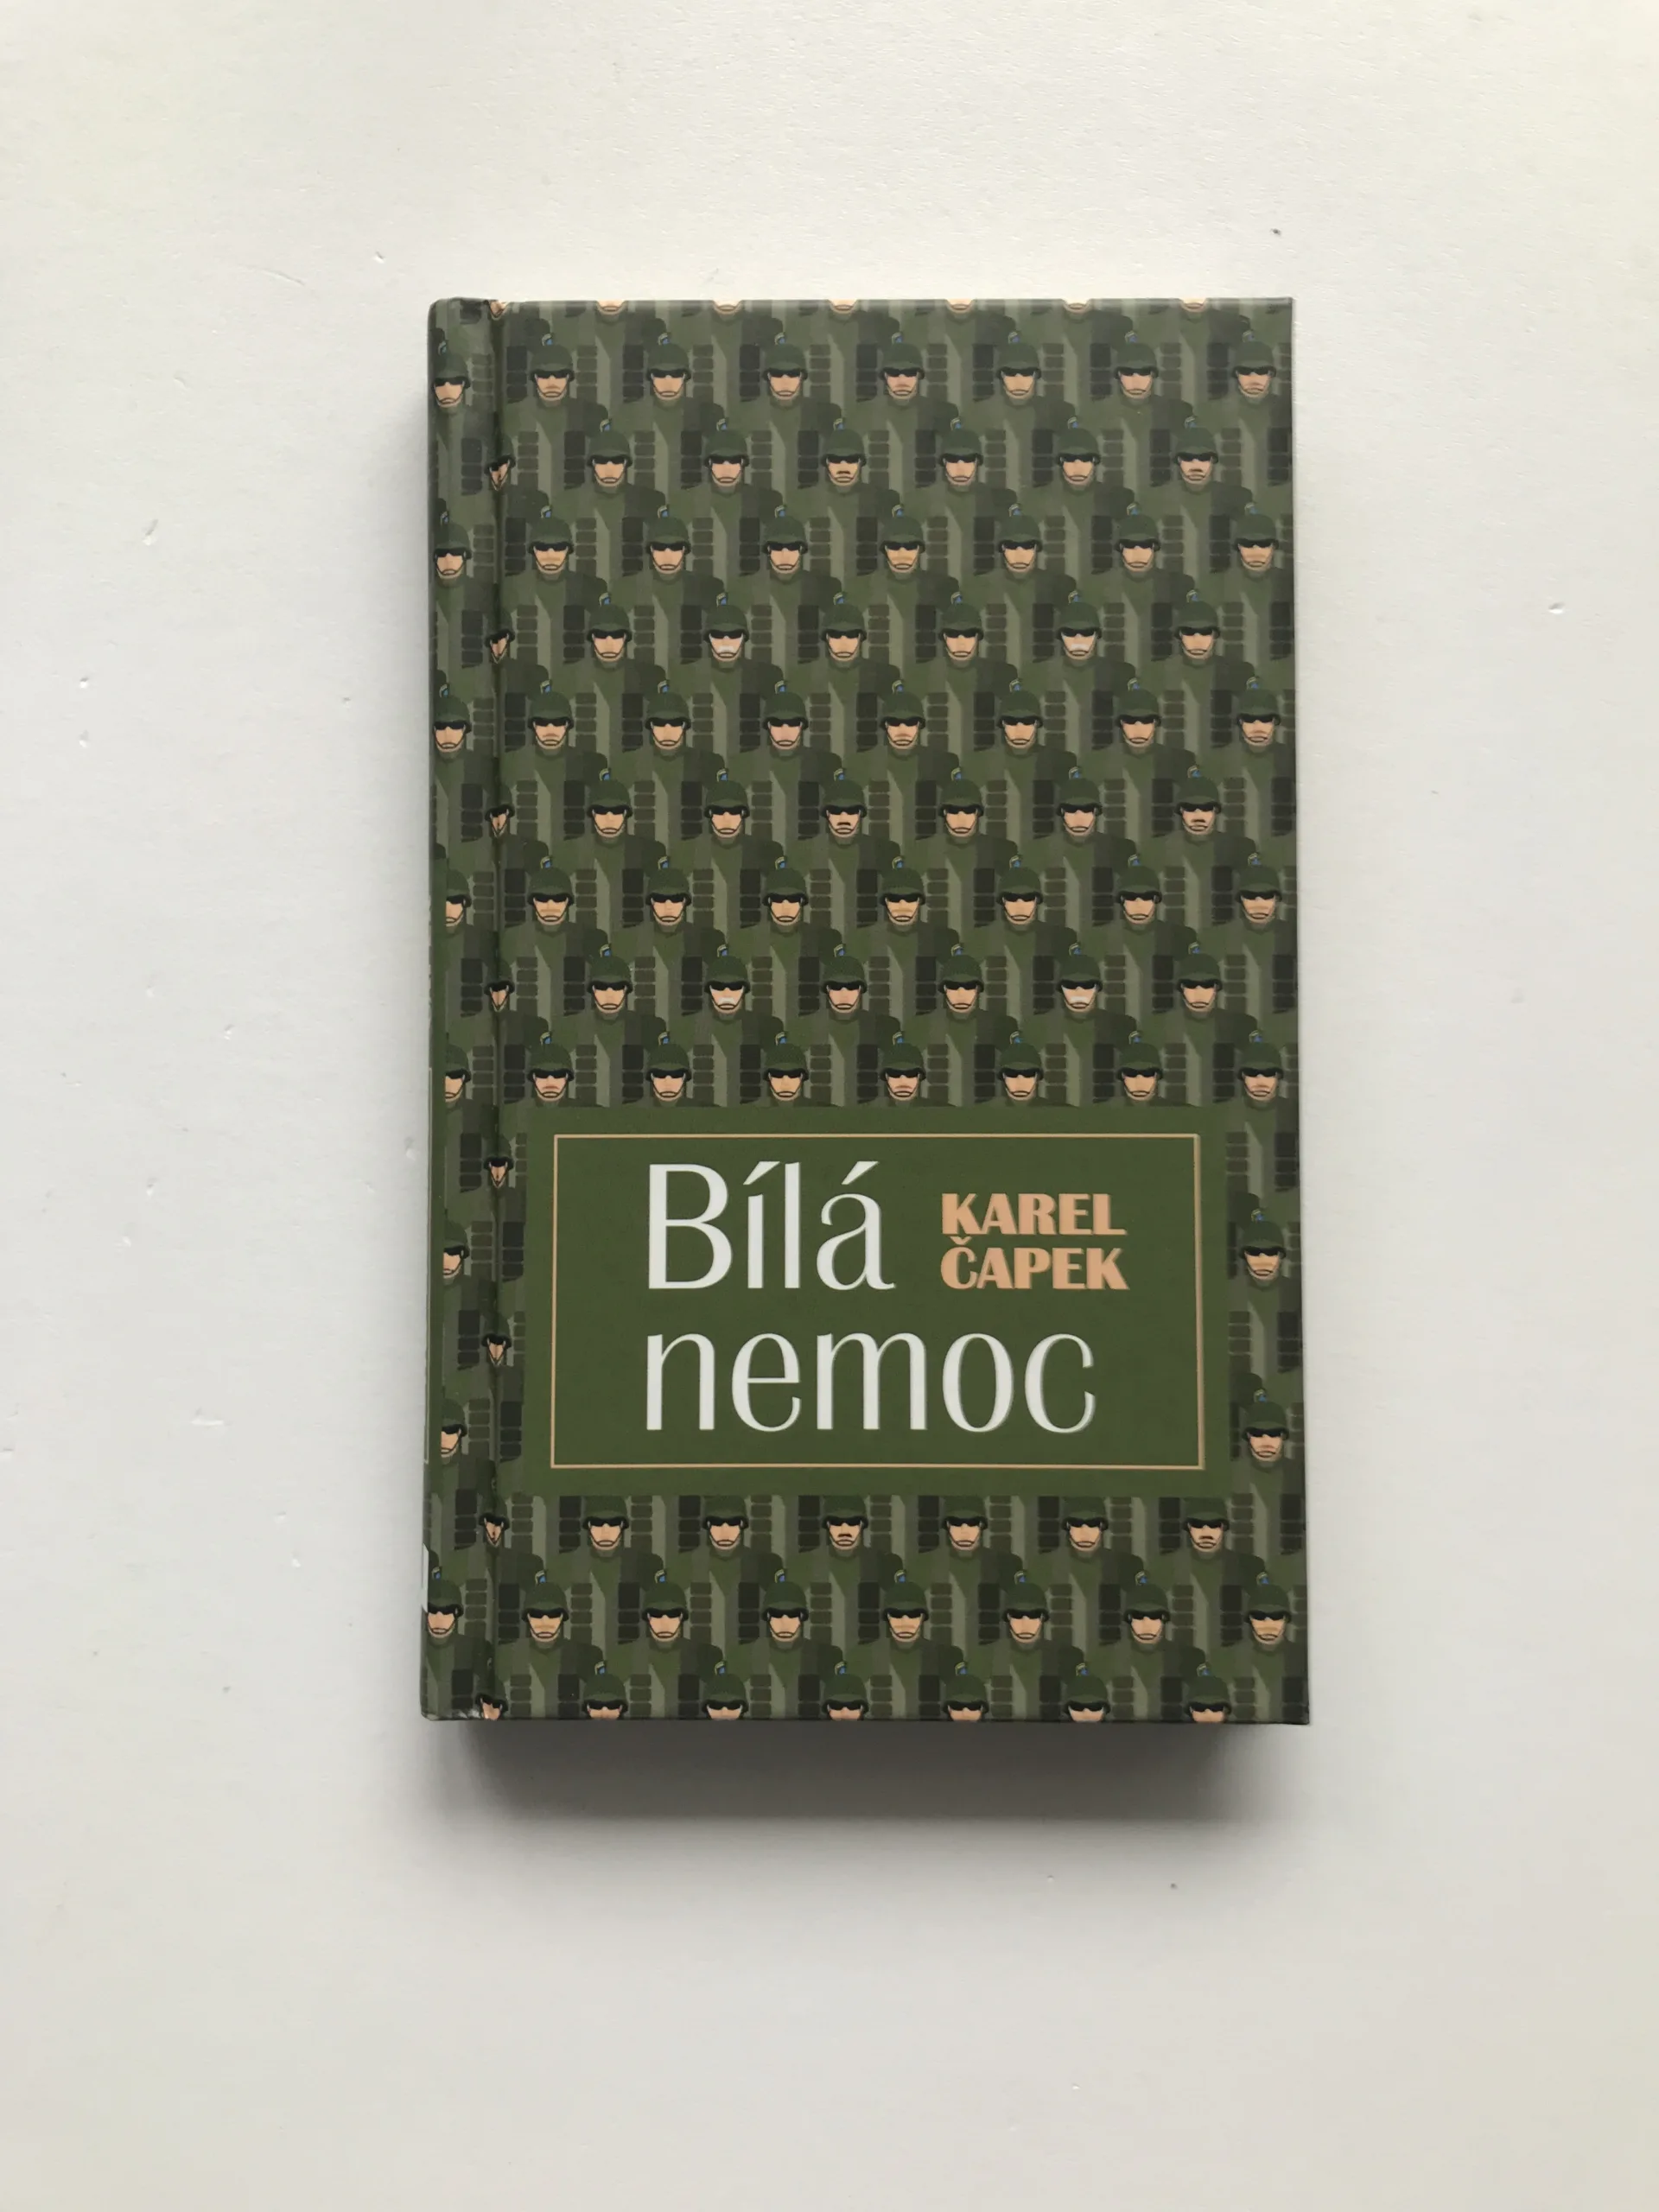 Bílá
KAREL
ČAPEK
nemoc